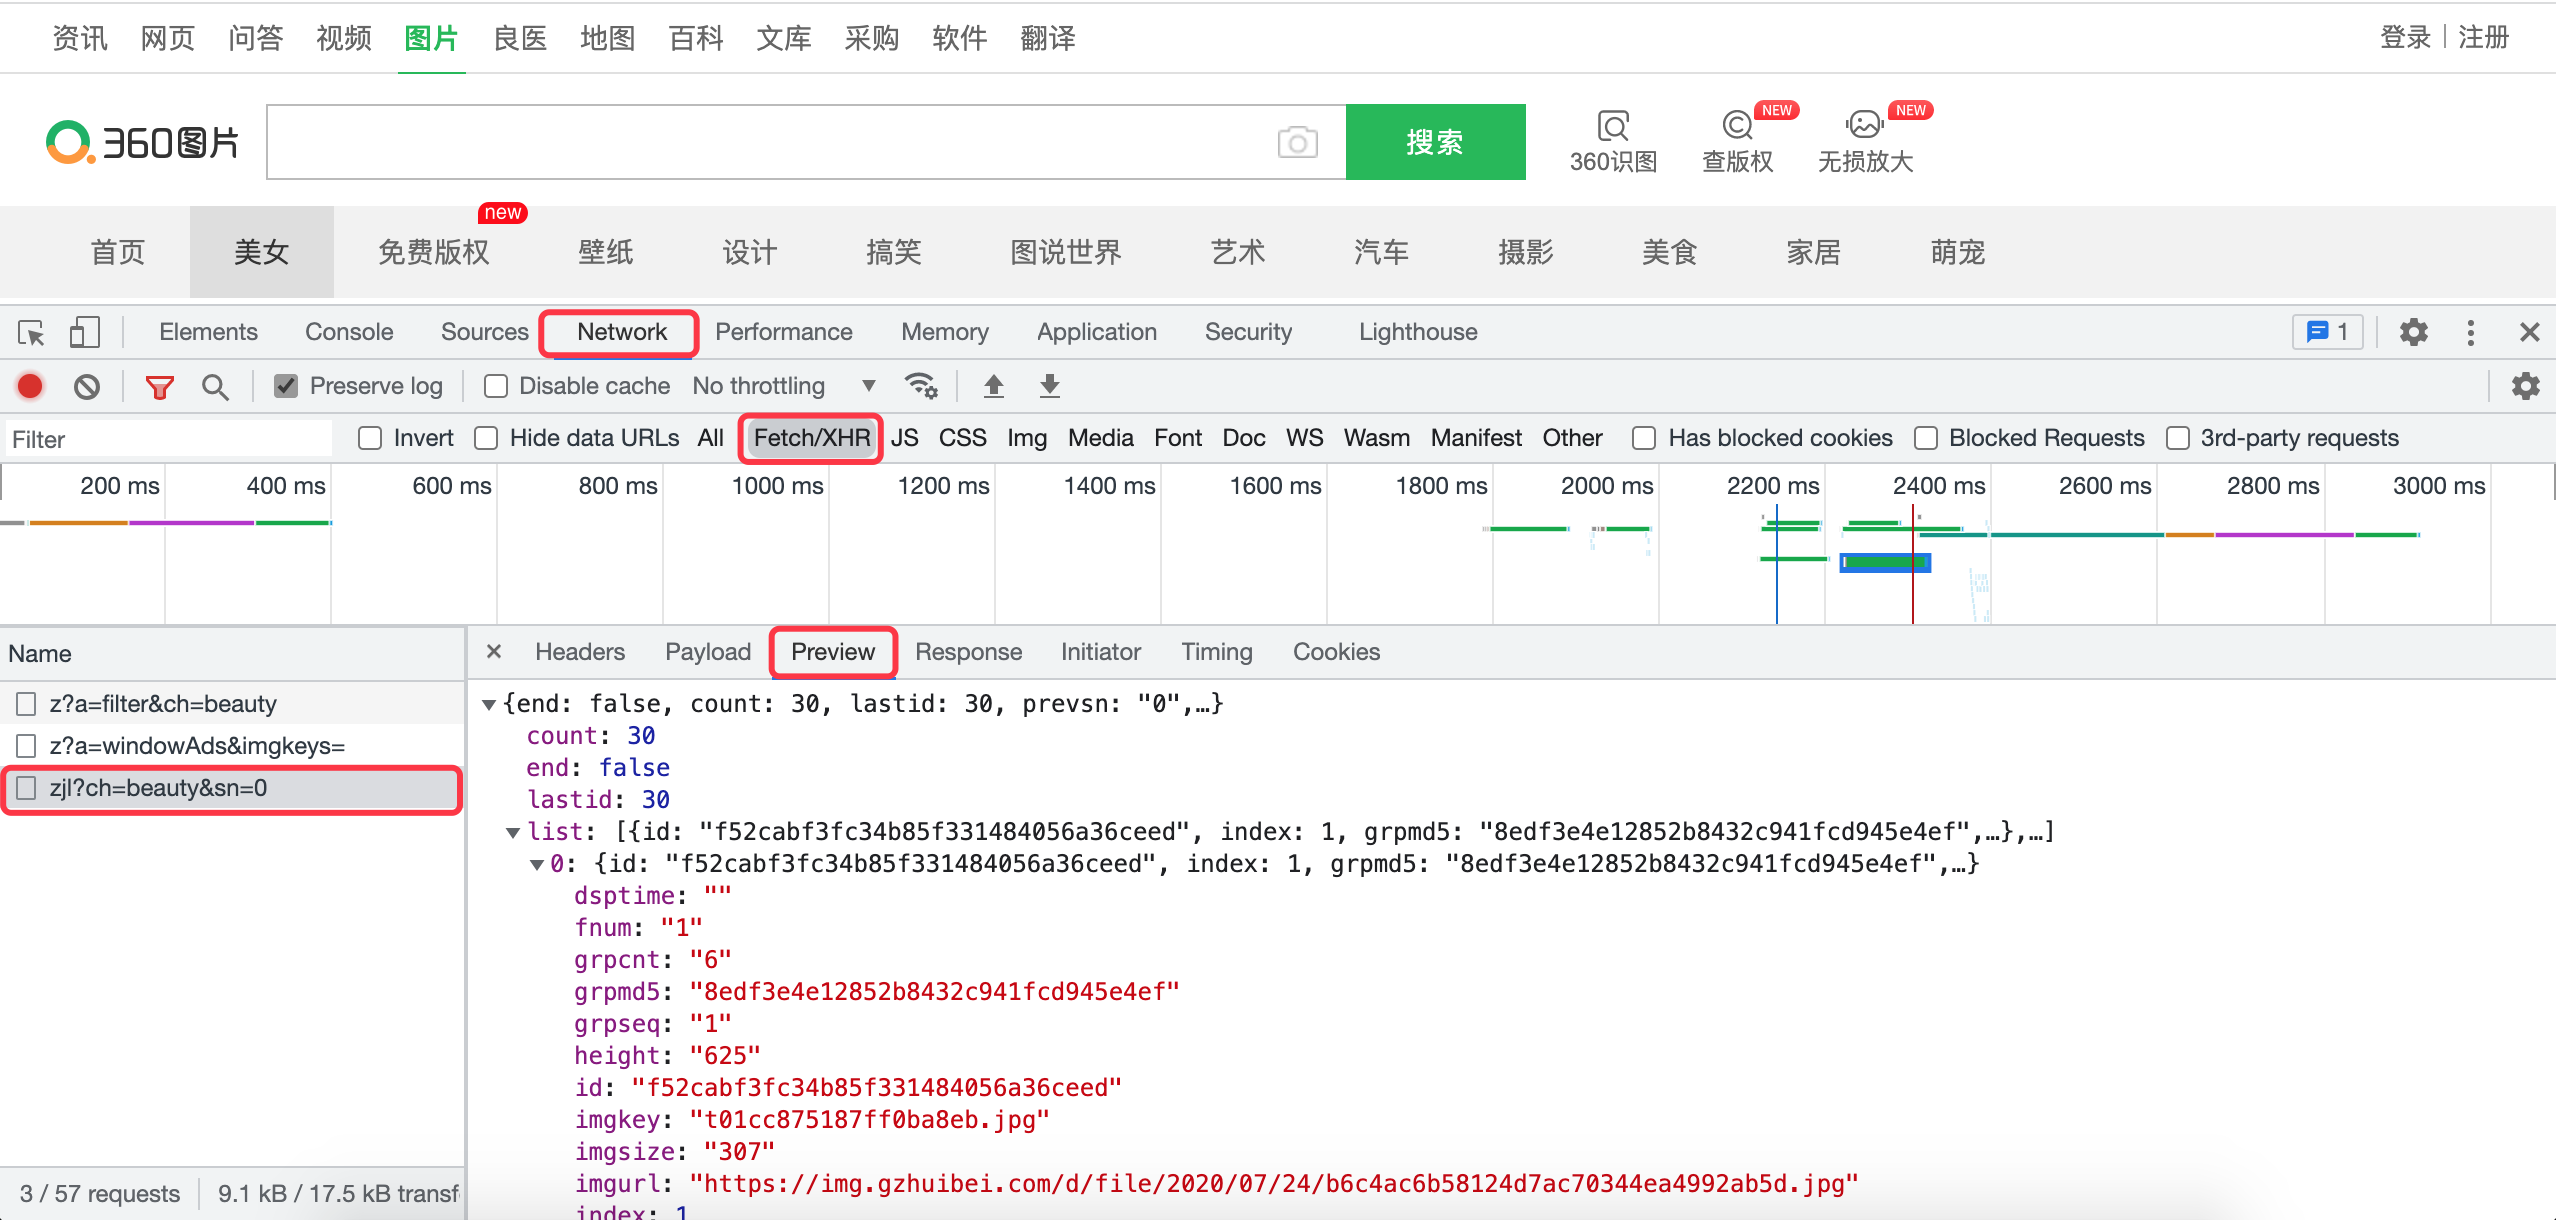 资讯 网页 问答 视频 图片 良医 地图 百科 文库 采购 软件 翻译 登录 注册
360图片 搜索 360识图 查版权 NEW 无损放大 NEW
首页 美女 免费版权 new 壁纸 设计 搞笑 图说世界 艺术 汽车 摄影 美食 家居 萌宠
Elements Console Sources Network Performance Memory Application Security Lighthouse 1
Preserve log Disable cache No throttling
Filter Invert Hide data URLs All Fetch/XHR JS CSS Img Media Font Doc WS Wasm Manifest Other Has blocked cookies Blocked Requests 3rd-party requests
200 ms 400 ms 600 ms 800 ms 1000 ms 1200 ms 1400 ms 1600 ms 1800 ms 2000 ms 2200 ms 2400 ms 2600 ms 2800 ms 3000 ms
Name
z?a=filter&ch=beauty
z?a=windowAds&imgkeys=
zjl?ch=beauty&sn=0
3 / 57 requests 9.1 kB / 17.5 kB transf
Headers Payload Preview Response Initiator Timing Cookies
{end: false, count: 30, lastid: 30, prevsn: "0",…}
count: 30
end: false
lastid: 30
list: [{id: "f52cabf3fc34b85f331484056a36ceed", index: 1, grpmd5: "8edf3e4e12852b8432c941fcd945e4ef",…},…]
0: {id: "f52cabf3fc34b85f331484056a36ceed", index: 1, grpmd5: "8edf3e4e12852b8432c941fcd945e4ef",…}
dsptime: ""
fnum: "1"
grpcnt: "6"
grpmd5: "8edf3e4e12852b8432c941fcd945e4ef"
grpseq: "1"
height: "625"
id: "f52cabf3fc34b85f331484056a36ceed"
imgkey: "t01cc875187ff0ba8eb.jpg"
imgsize: "307"
imgurl: "https://img.gzhuibei.com/d/file/2020/07/24/b6c4ac6b58124d7ac70344ea4992ab5d.jpg"
index: 1